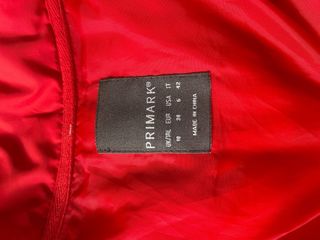 PRIMARK®
UK/IRL EUR USA IT
10 38 6 42
MADE IN CHINA